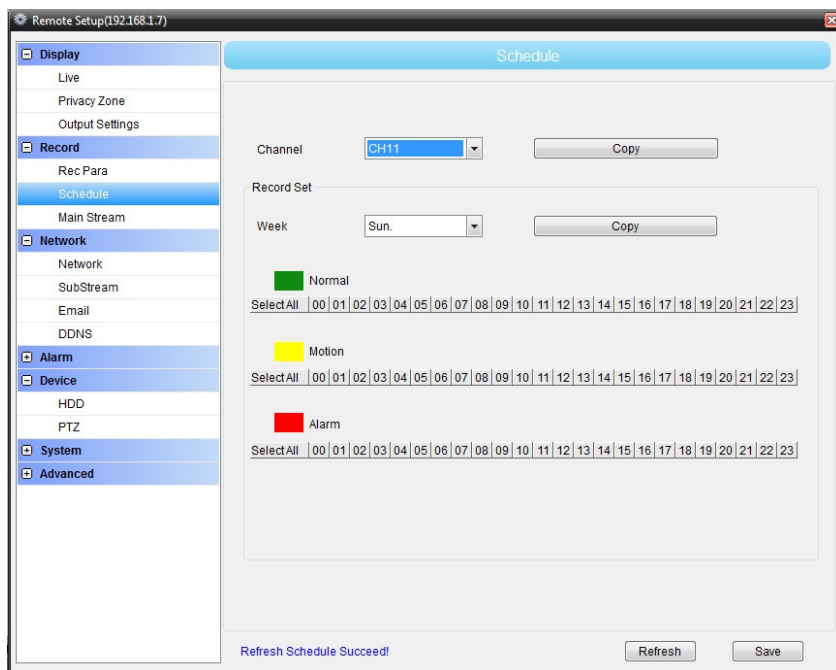 Remote Setup(192.168.1.7)
Display
Live
Privacy Zone
Output Settings
Record
Rec Para
Schedule
Main Stream
Network
Network
SubStream
Email
DDNS
Alarm
Device
HDD
PTZ
System
Advanced
Schedule
Channel CH11 Copy
Record Set
Week Sun. Copy
Normal
Select All 00 01 02 03 04 05 06 07 08 09 10 11 12 13 14 15 16 17 18 19 20 21 22 23
Motion
Select All 00 01 02 03 04 05 06 07 08 09 10 11 12 13 14 15 16 17 18 19 20 21 22 23
Alarm
Select All 00 01 02 03 04 05 06 07 08 09 10 11 12 13 14 15 16 17 18 19 20 21 22 23
Refresh Schedule Succeed! Refresh Save